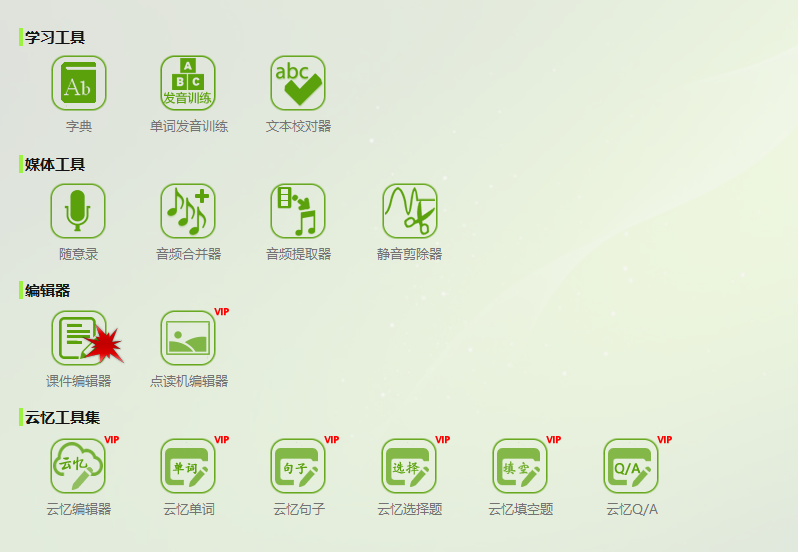 学习工具
Ab
A
B C
发音训练
abc
字典 单词发音训练 文本校对器
媒体工具
随意录 音频合并器 音频提取器 静音剪除器
编辑器
VIP
课件编辑器 点读机编辑器
云忆工具集
VIP VIP VIP VIP VIP VIP
云忆 单词 句子 选择 填空 Q/A
云忆编辑器 云忆单词 云忆句子 云忆选择题 云忆填空题 云忆Q/A